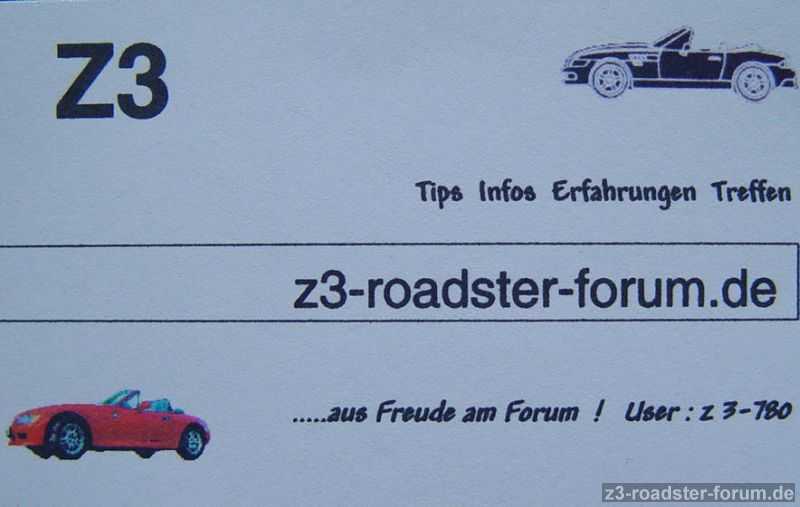 Z3
Tips Infos Erfahrungen Treffen
z3-roadster-forum.de
.....aus Freude am Forum ! User : z 3-780
z3-roadster-forum.de